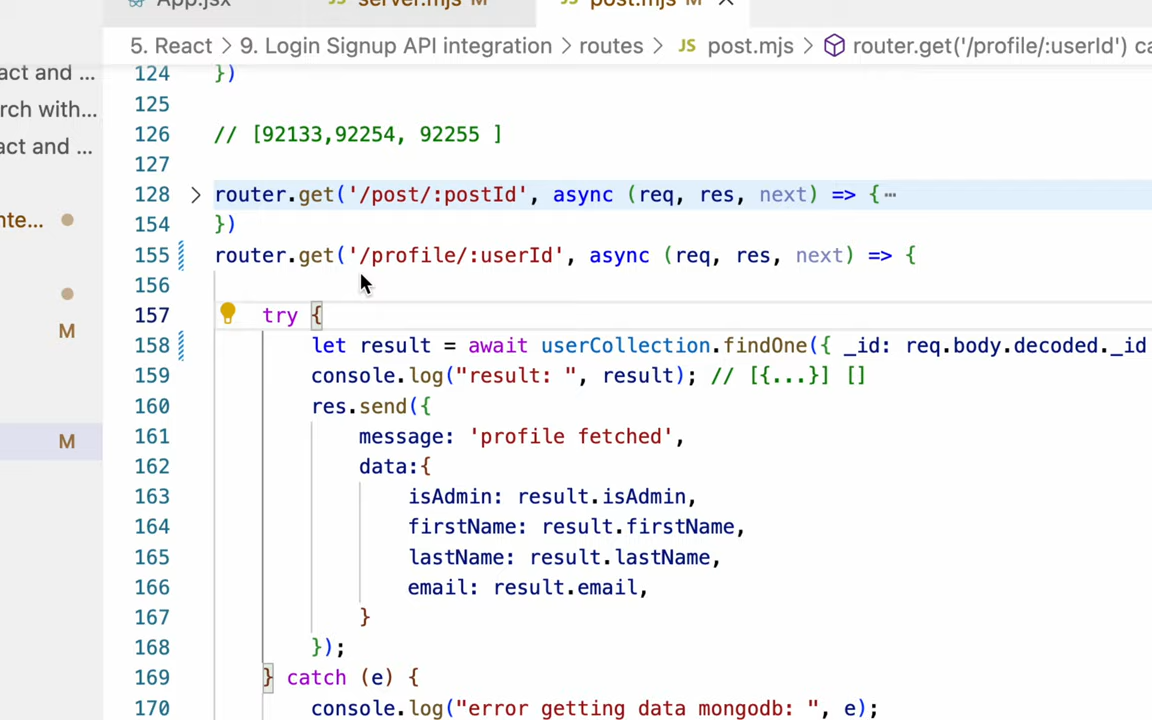 App.jsx JS server.mjs M JS post.mjs M
5. React > 9. Login Signup API integration > routes > JS post.mjs > router.get('/profile/:userId') ca
act and ...
rch with...
act and ...
nte...
M
M
124 })
125
126 // [92133,92254, 92255 ]
127
128 router.get('/post/:postId', async (req, res, next) => {⋯
154 })
155 router.get('/profile/:userId', async (req, res, next) => {
156
157 try {
158 let result = await userCollection.findOne({ _id: req.body.decoded._id
159 console.log("result: ", result); // [{...}] []
160 res.send({
161 message: 'profile fetched',
162 data:{
163 isAdmin: result.isAdmin,
164 firstName: result.firstName,
165 lastName: result.lastName,
166 email: result.email,
167 }
168 });
169 } catch (e) {
170 console.log("error getting data mongodb: ", e);